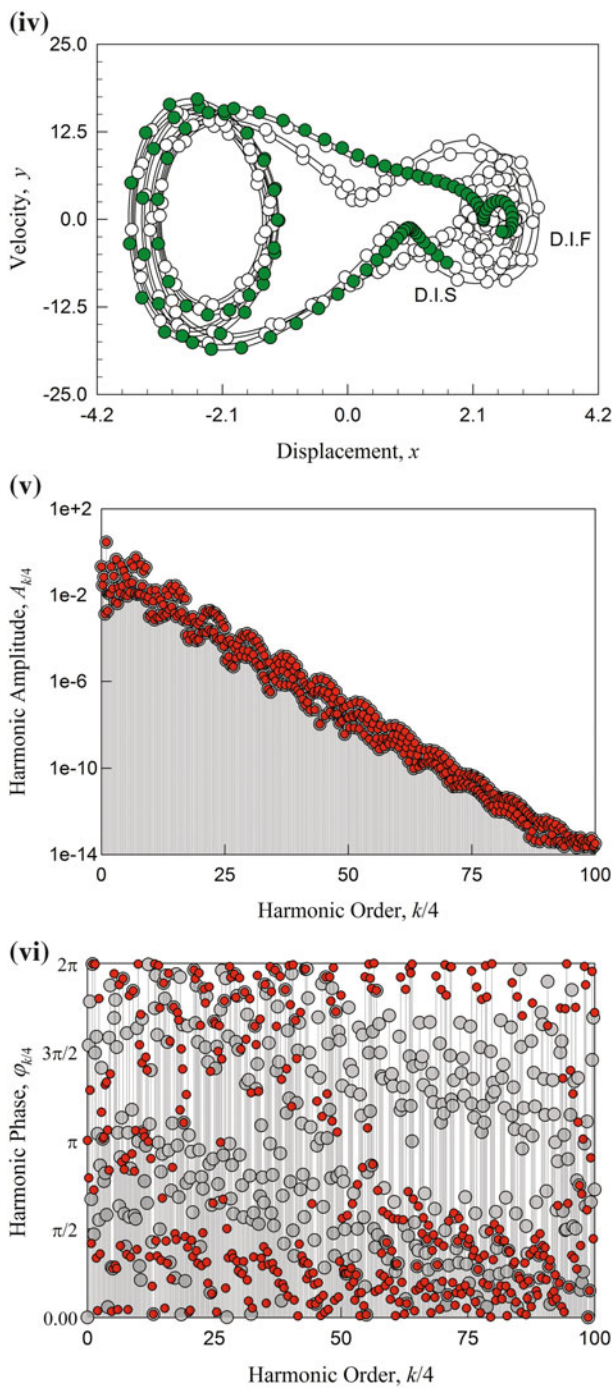 (iv)
25.0
12.5
0.0
-12.5
-25.0
Velocity, y
D.I.F
D.I.S
-4.2
-2.1
0.0
2.1
4.2
Displacement, x
(v)
1e+2
1e-2
1e-6
1e-10
1e-14
Harmonic Amplitude, A_{k/4}
0
25
50
75
100
Harmonic Order, k/4
(vi)
2π
3π/2
π
π/2
0.00
Harmonic Phase, φ_{k/4}
0
25
50
75
100
Harmonic Order, k/4